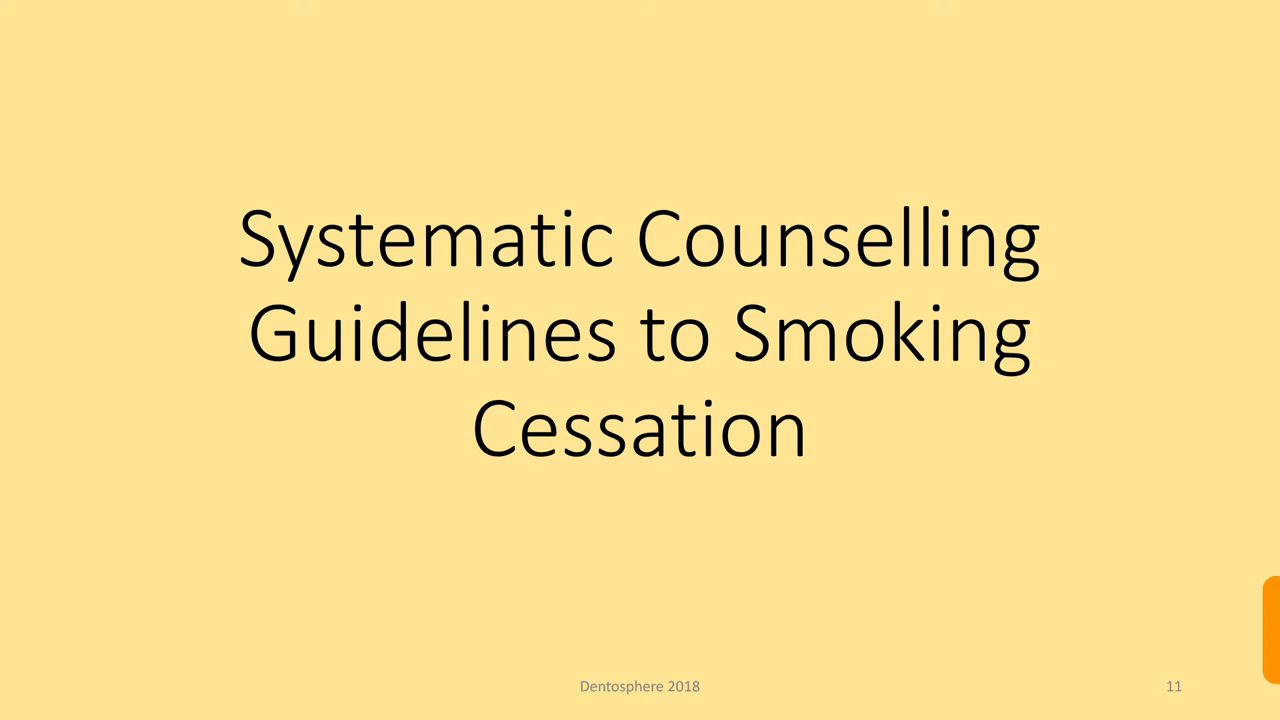 Systematic Counselling
Guidelines to Smoking
Cessation
Dentosphere 2018
11